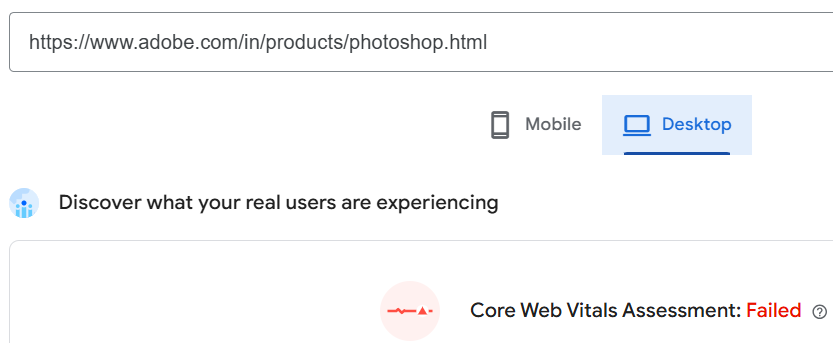 https://www.adobe.com/in/products/photoshop.html
Mobile
Desktop
Discover what your real users are experiencing
Core Web Vitals Assessment: Failed ?